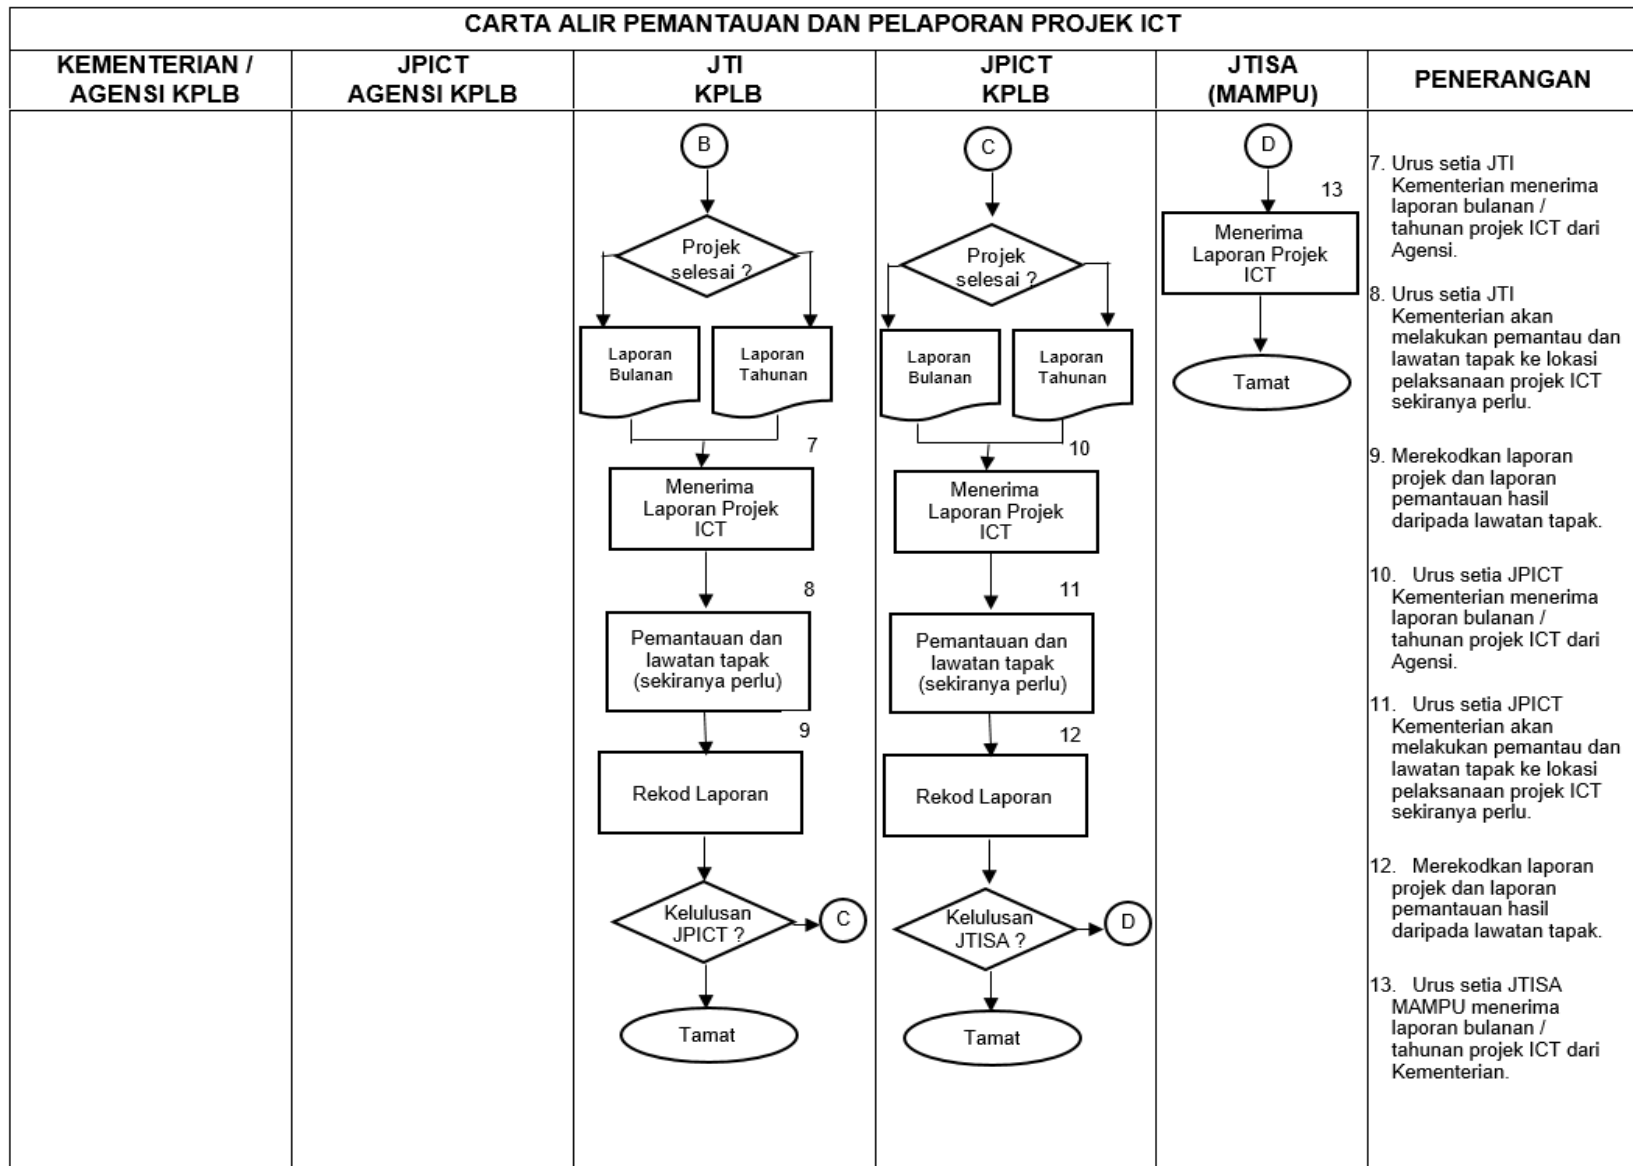 CARTA ALIR PEMANTAUAN DAN PELAPORAN PROJEK ICT
KEMENTERIAN /
AGENSI KPLB
JPICT
AGENSI KPLB
JTI
KPLB
JPICT
KPLB
JTISA
(MAMPU)
PENERANGAN
B
Projek
selesai ?
Laporan
Bulanan
Laporan
Tahunan
7
Menerima
Laporan Projek
ICT
8
Pemantauan dan
lawatan tapak
(sekiranya perlu)
9
Rekod Laporan
Kelulusan
JPICT ?
C
Tamat
C
Projek
selesai ?
Laporan
Bulanan
Laporan
Tahunan
10
Menerima
Laporan Projek
ICT
11
Pemantauan dan
lawatan tapak
(sekiranya perlu)
12
Rekod Laporan
Kelulusan
JTISA ?
D
Tamat
D
13
Menerima
Laporan Projek
ICT
Tamat
7. Urus setia JTI
Kementerian menerima
laporan bulanan /
tahunan projek ICT dari
Agensi.
8. Urus setia JTI
Kementerian akan
melakukan pemantau dan
lawatan tapak ke lokasi
pelaksanaan projek ICT
sekiranya perlu.
9. Merekodkan laporan
projek dan laporan
pemantauan hasil
daripada lawatan tapak.
10. Urus setia JPICT
Kementerian menerima
laporan bulanan /
tahunan projek ICT dari
Agensi.
11. Urus setia JPICT
Kementerian akan
melakukan pemantau dan
lawatan tapak ke lokasi
pelaksanaan projek ICT
sekiranya perlu.
12. Merekodkan laporan
projek dan laporan
pemantauan hasil
daripada lawatan tapak.
13. Urus setia JTISA
MAMPU menerima
laporan bulanan /
tahunan projek ICT dari
Kementerian.